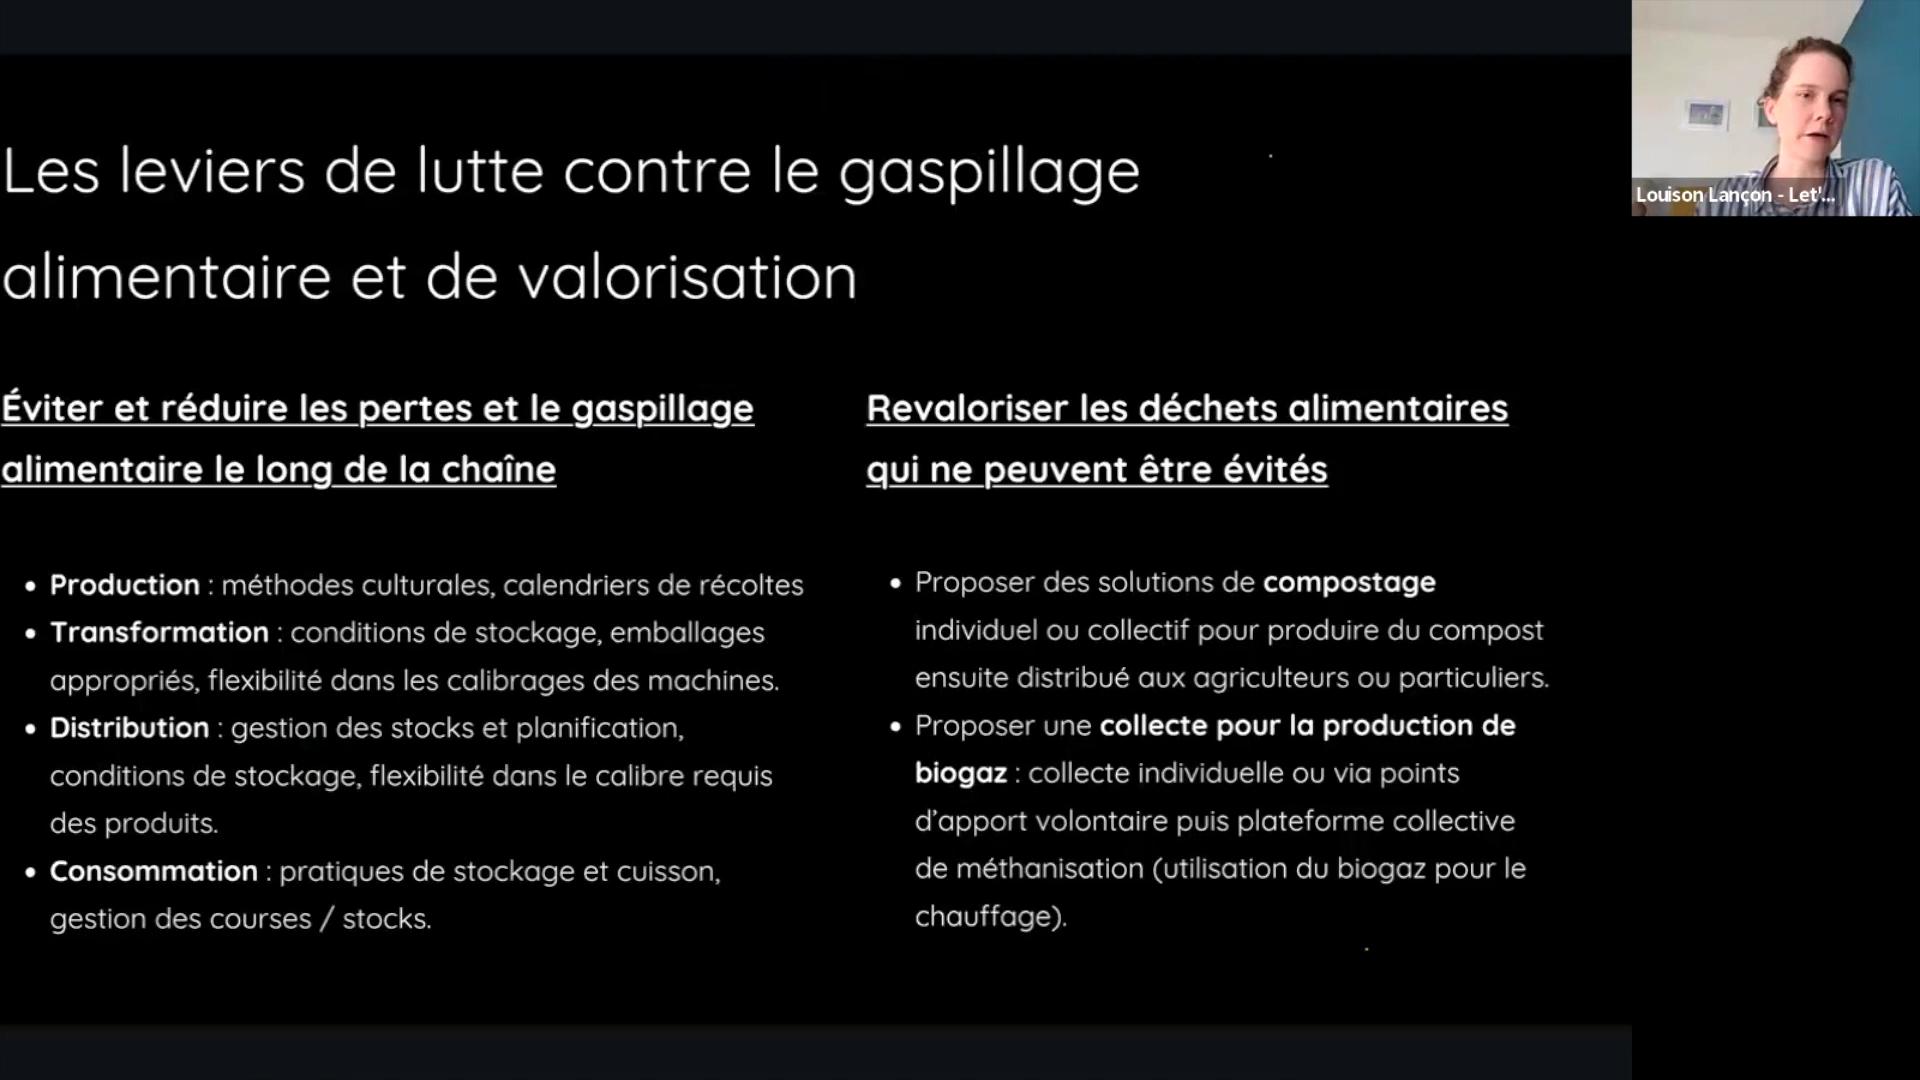 Les leviers de lutte contre le gaspillage
alimentaire et de valorisation
Éviter et réduire les pertes et le gaspillage
alimentaire le long de la chaîne
• Production : méthodes culturales, calendriers de récoltes
• Transformation : conditions de stockage, emballages
appropriés, flexibilité dans les calibrages des machines.
• Distribution : gestion des stocks et planification,
conditions de stockage, flexibilité dans le calibre requis
des produits.
• Consommation : pratiques de stockage et cuisson,
gestion des courses / stocks.
Revaloriser les déchets alimentaires
qui ne peuvent être évités
• Proposer des solutions de compostage
individuel ou collectif pour produire du compost
ensuite distribué aux agriculteurs ou particuliers.
• Proposer une collecte pour la production de
biogaz : collecte individuelle ou via points
d’apport volontaire puis plateforme collective
de méthanisation (utilisation du biogaz pour le
chauffage).
Louison Lançon - Let'...